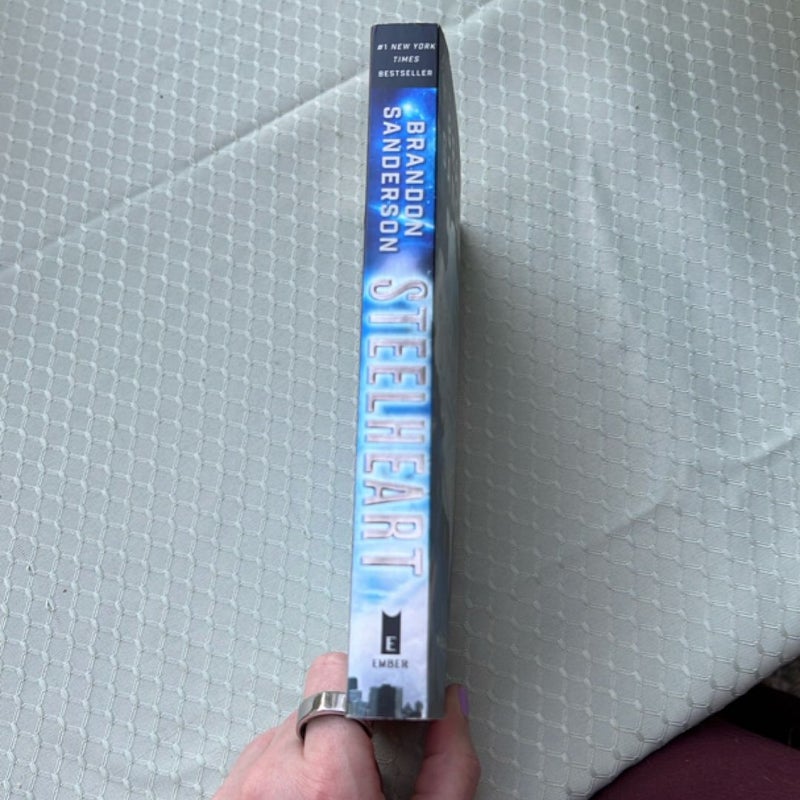 #1 NEW YORK
TIMES
BESTSELLER
BRANDON
SANDERSON
STEELHEART
E
EMBER